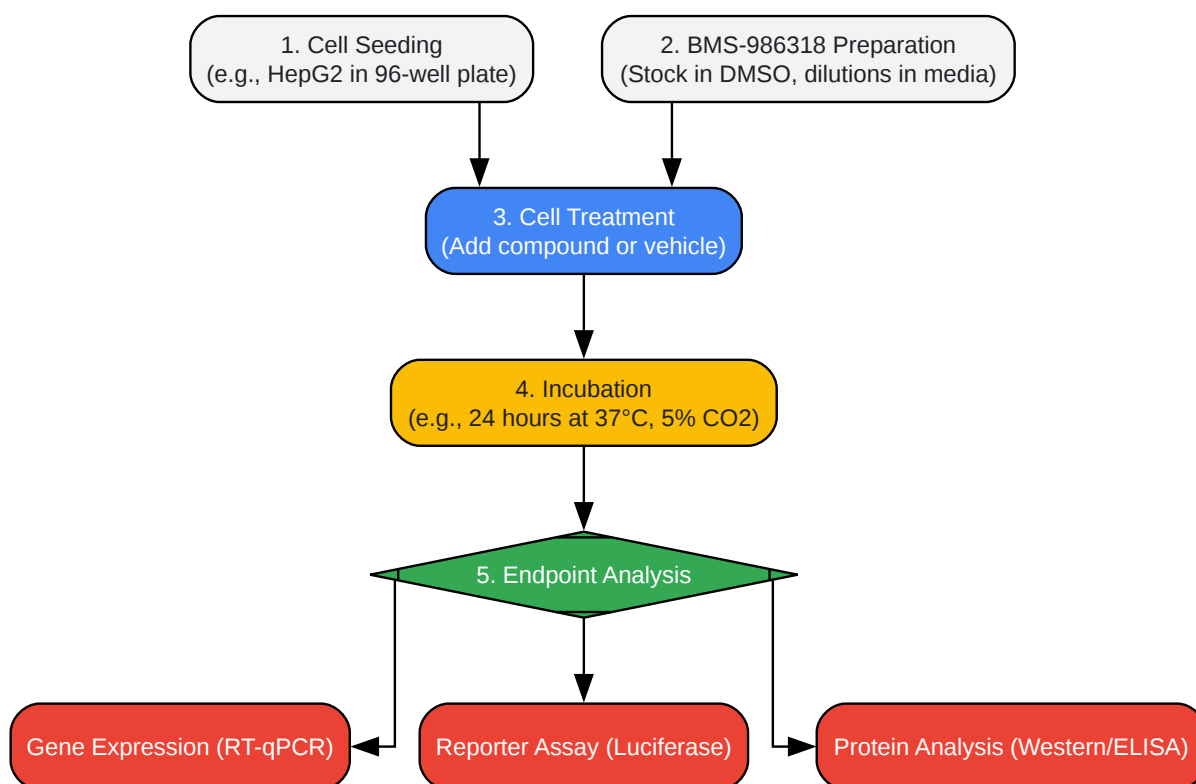 1. Cell Seeding
(e.g., HepG2 in 96-well plate)
2. BMS-986318 Preparation
(Stock in DMSO, dilutions in media)
3. Cell Treatment
(Add compound or vehicle)
4. Incubation
(e.g., 24 hours at 37°C, 5% CO2)
5. Endpoint Analysis
Gene Expression (RT-qPCR)
Reporter Assay (Luciferase)
Protein Analysis (Western/ELISA)